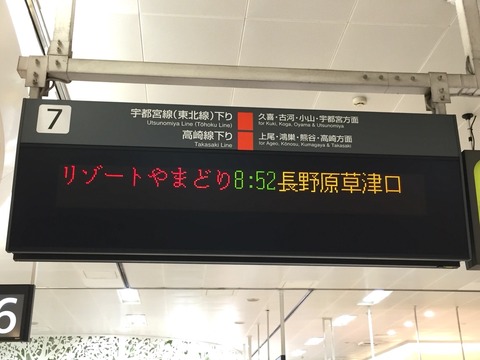 7
宇都宮線(東北線)下り
Utsunomiya Line (Tohoku Line)
久喜・古河・小山・宇都宮方面
for Kuki, Koga, Oyama & Utsunomiya
高崎線下り
Takasaki Line
上尾・鴻巣・熊谷・高崎方面
for Ageo, Kōnosu, Kumagaya & Takasaki
リゾートやまどり8:52長野原草津口
6